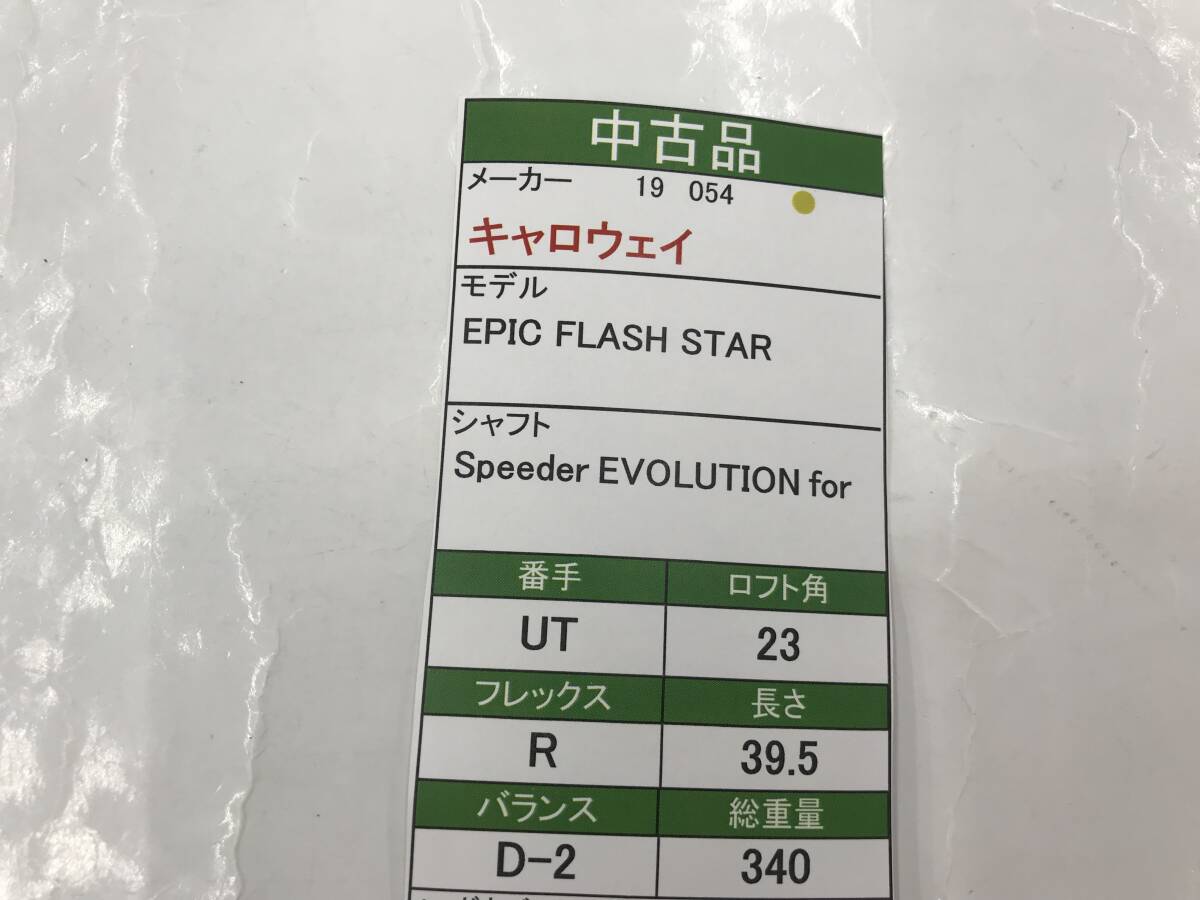 中古品
メーカー 19 054
キャロウェイ
モデル
EPIC FLASH STAR
シャフト
Speeder EVOLUTION for
番手 ロフト角
UT 23
フレックス 長さ
R 39.5
バランス 総重量
D-2 340